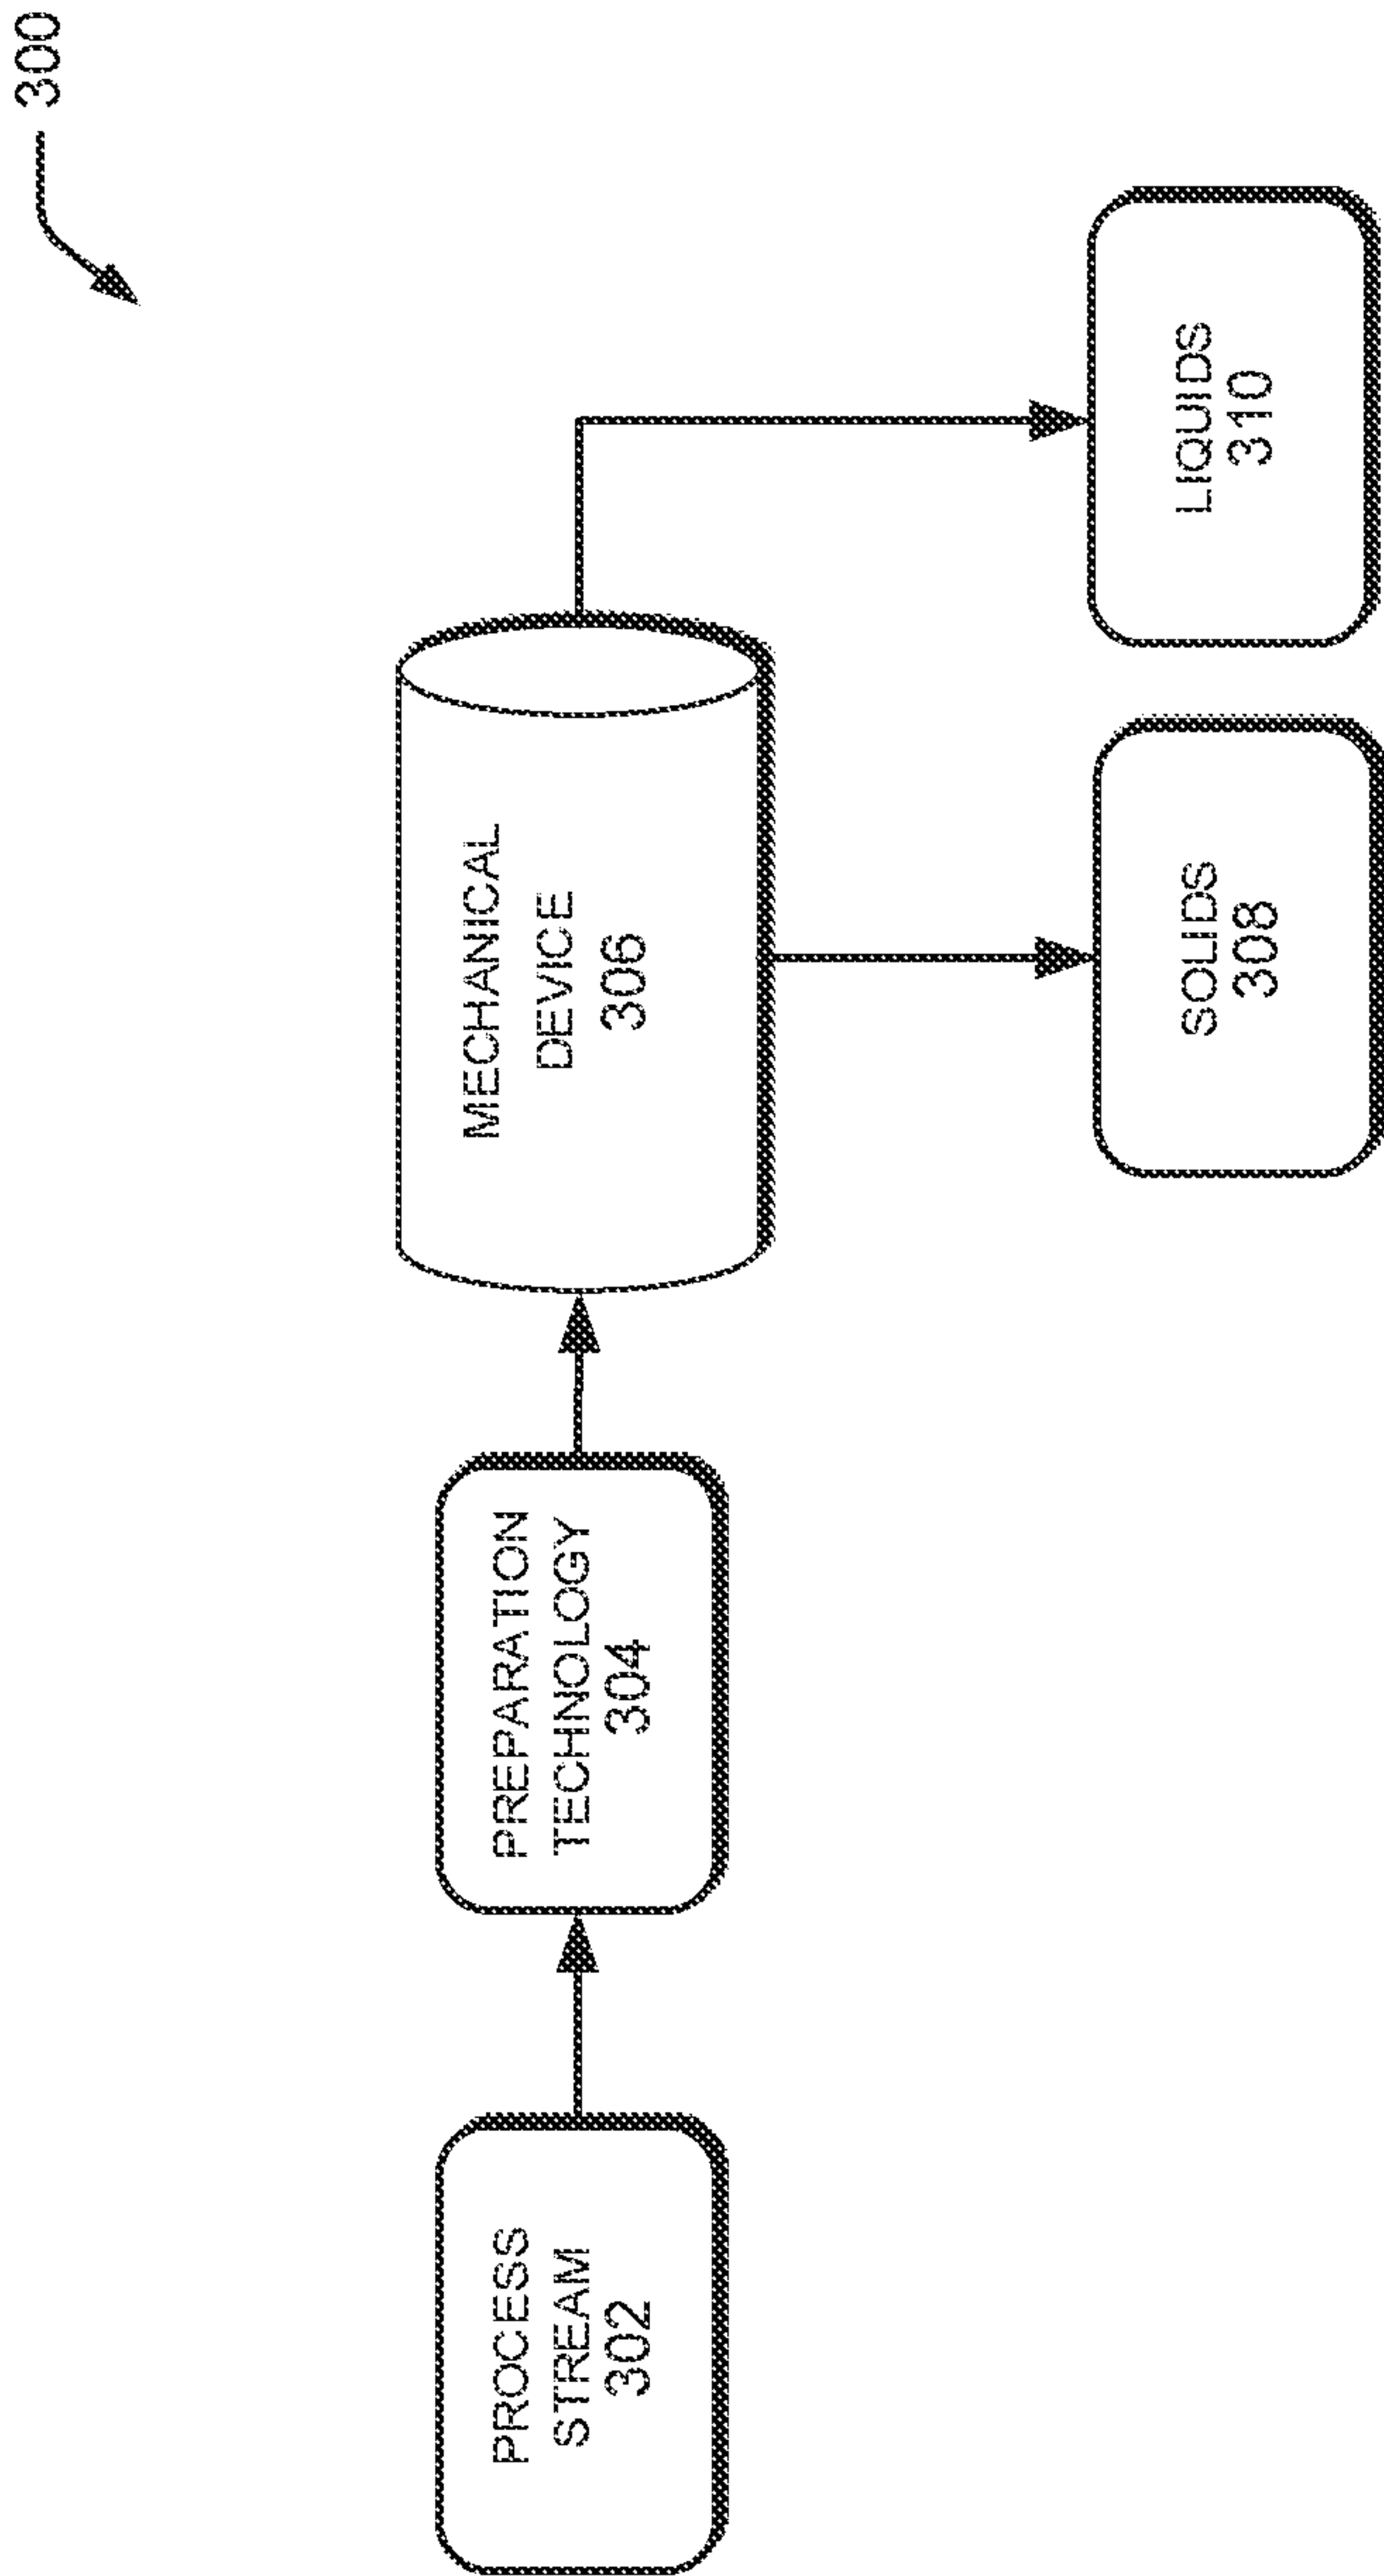 300
PROCESS
STREAM
302
PREPARATION
TECHNOLOGY
304
MECHANICAL
DEVICE
306
SOLIDS
308
LIQUIDS
310